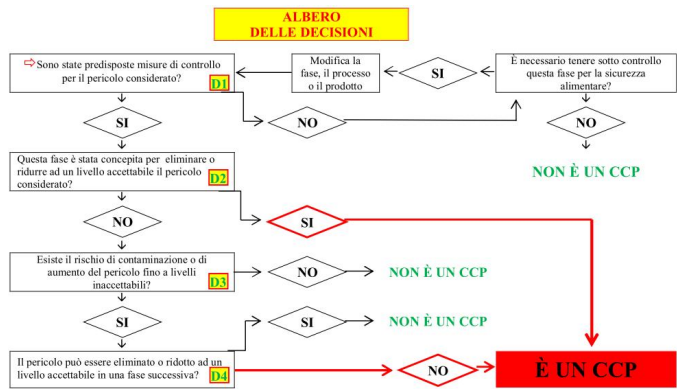 ALBERO
DELLE DECISIONI
⇨Sono state predisposte misure di controllo
per il pericolo considerato?
D1
Modifica la
fase, il processo
o il prodotto
SI
È necessario tenere sotto controllo
questa fase per la sicurezza
alimentare?
SI
NO
NO
NON È UN CCP
Questa fase è stata concepita per eliminare o
ridurre ad un livello accettabile il pericolo
considerato?
D2
NO
SI
Esiste il rischio di contaminazione o di
aumento del pericolo fino a livelli
inaccettabili?
D3
NO
NON È UN CCP
SI
SI
NON È UN CCP
Il pericolo può essere eliminato o ridotto ad un
livello accettabile in una fase successiva?
D4
NO
È UN CCP